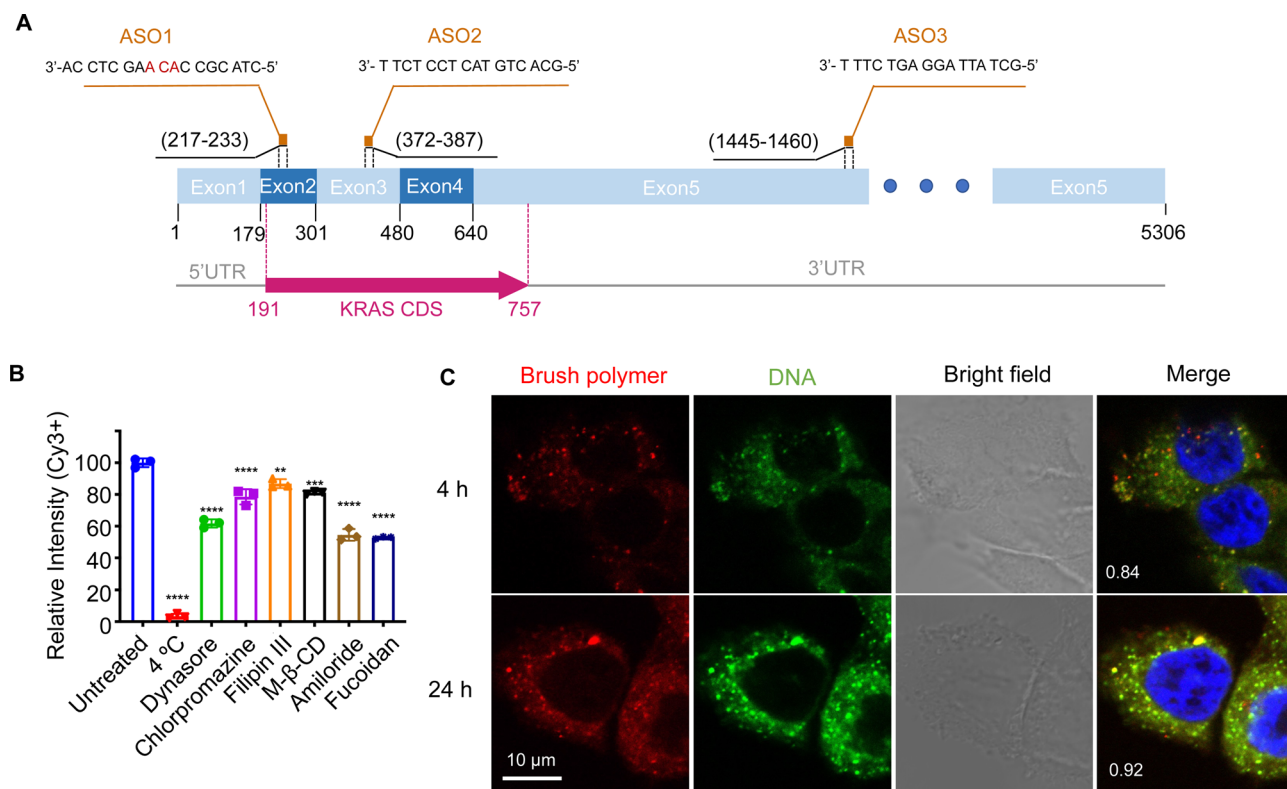 A
ASO1
ASO2
ASO3
3’-AC CTC GAA CAC CGC ATC-5’
3’- T TCT CCT CAT GTC ACG-5’
3’- T TTC TGA GGA TTA TCG-5’
(217-233)
(372-387)
(1445-1460)
Exon1
Exon2
Exon3
Exon4
Exon5
Exon5
1
179
301
480
640
5306
5’UTR
3’UTR
191
KRAS CDS
757
B
Relative Intensity (Cy3+)
100
80
60
40
20
0
****
****
****
**
***
****
****
Untreated
4 ºC
Dynasore
Chlorpromazine
Filipin III
M-β-CD
Amiloride
Fucoidan
C
Brush polymer
DNA
Bright field
Merge
4 h
0.84
24 h
10 μm
0.92